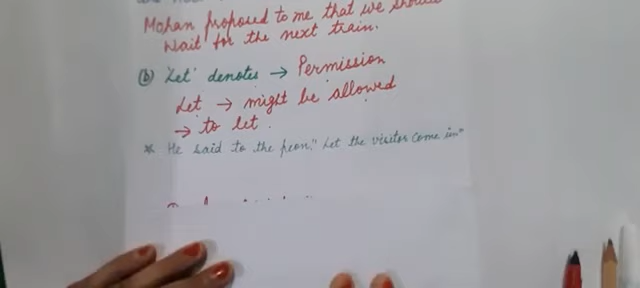 Mohan proposed to me that we should
wait for the next train.
(b) 'Let' denotes → Permission
Let → might be allowed
→ to let.
* He said to the peon, "Let the visitor come in"